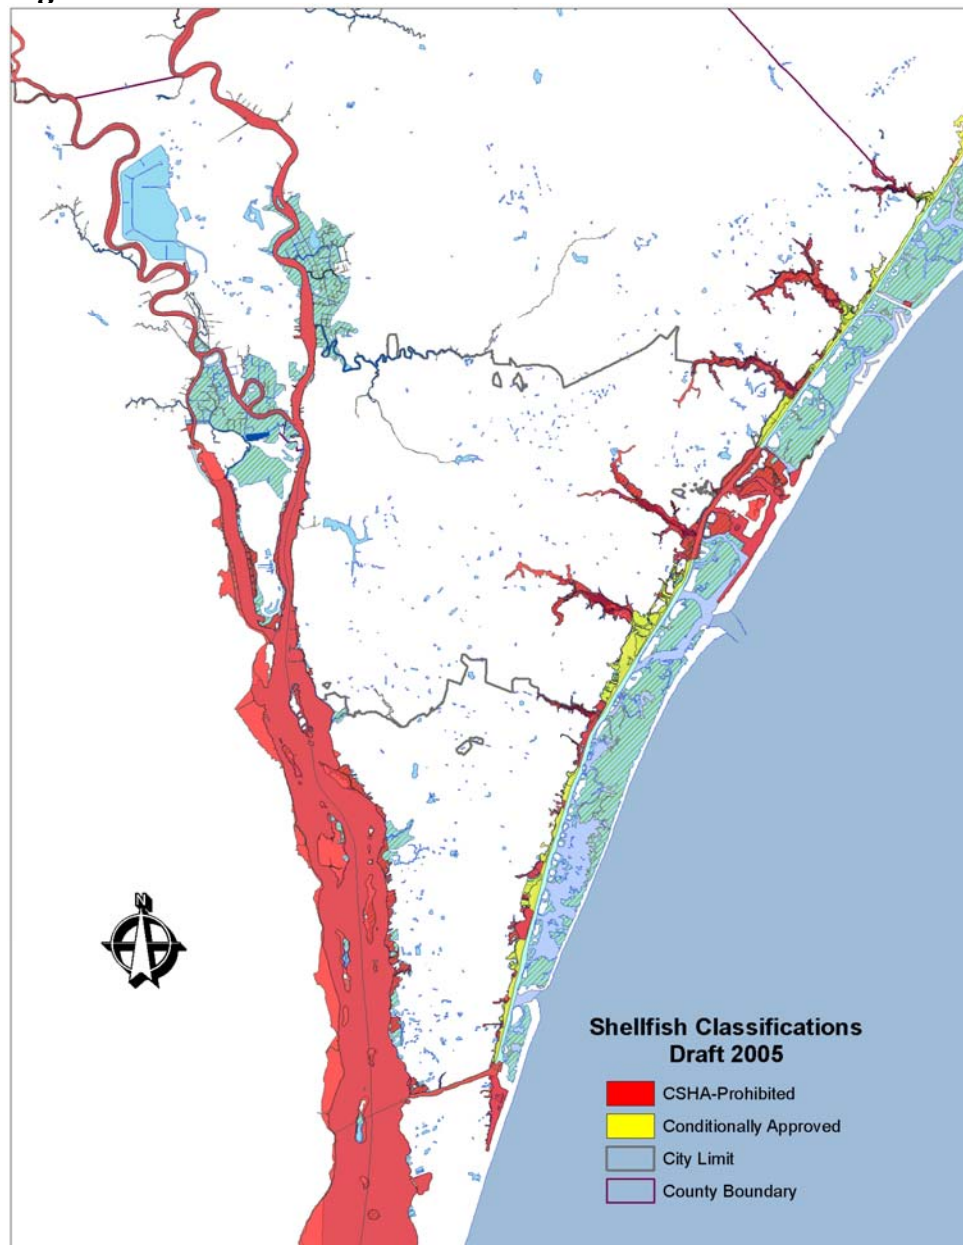 N
Shellfish Classifications
Draft 2005
CSHA-Prohibited
Conditionally Approved
City Limit
County Boundary